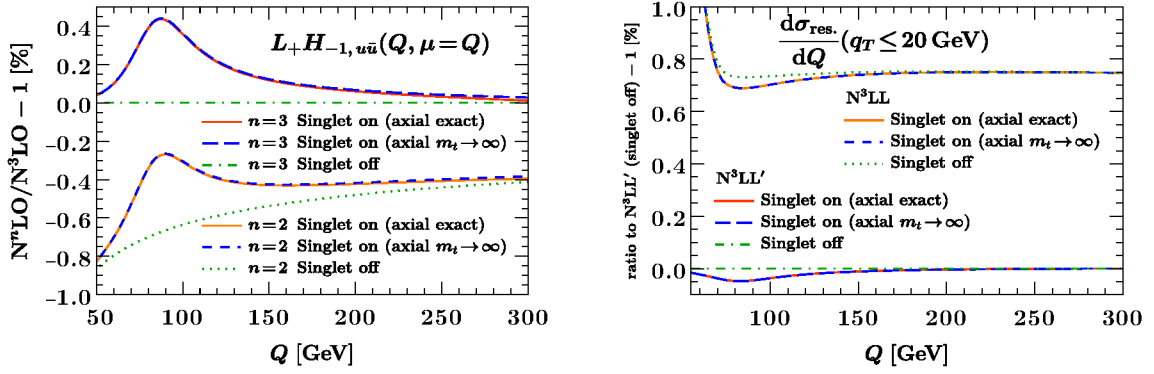 N^nLO/N^3LO − 1 [%]
0.4
0.2
0.0
−0.2
−0.4
−0.6
−0.8
−1.0
L_+H_{−1, uū}(Q, μ=Q)
n=3 Singlet on (axial exact)
n=3 Singlet on (axial m_t→∞)
n=3 Singlet off
n=2 Singlet on (axial exact)
n=2 Singlet on (axial m_t→∞)
n=2 Singlet off
50 100 150 200 250 300
Q [GeV]
ratio to N^3LL′ (singlet off) − 1 [%]
1.0
0.8
0.6
0.4
0.2
0.0
dσ_res.
dQ
(q_T ≤ 20 GeV)
N^3LL
Singlet on (axial exact)
Singlet on (axial m_t→∞)
Singlet off
N^3LL′
Singlet on (axial exact)
Singlet on (axial m_t→∞)
Singlet off
100 150 200 250 300
Q [GeV]